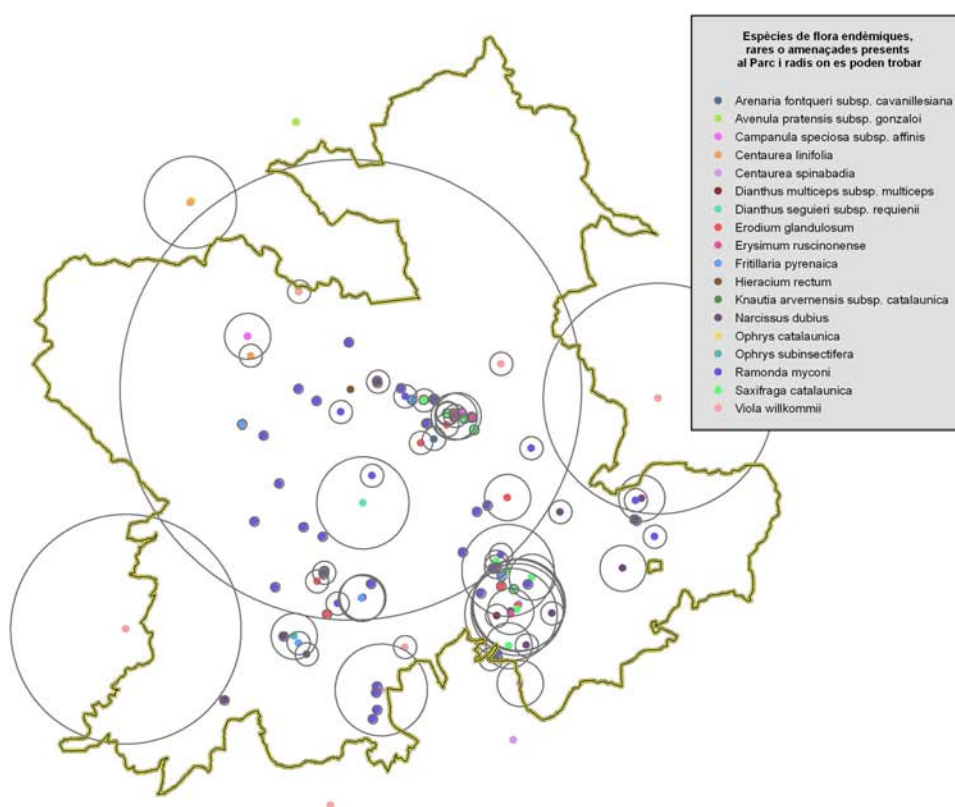 Espècies de flora endèmiques,
rares o amenaçades presents
al Parc i radis on es poden trobar
Arenaria fontqueri subsp. cavanillesiana
Avenula pratensis subsp. gonzaloi
Campanula speciosa subsp. affinis
Centaurea linifolia
Centaurea spinabadia
Dianthus multiceps subsp. multiceps
Dianthus seguieri subsp. requienii
Erodium glandulosum
Erysimum ruscinonense
Fritillaria pyrenaica
Hieracium rectum
Knautia arvernensis subsp. catalaunica
Narcissus dubius
Ophrys catalaunica
Ophrys subinsectifera
Ramonda myconi
Saxifraga catalaunica
Viola willkommii